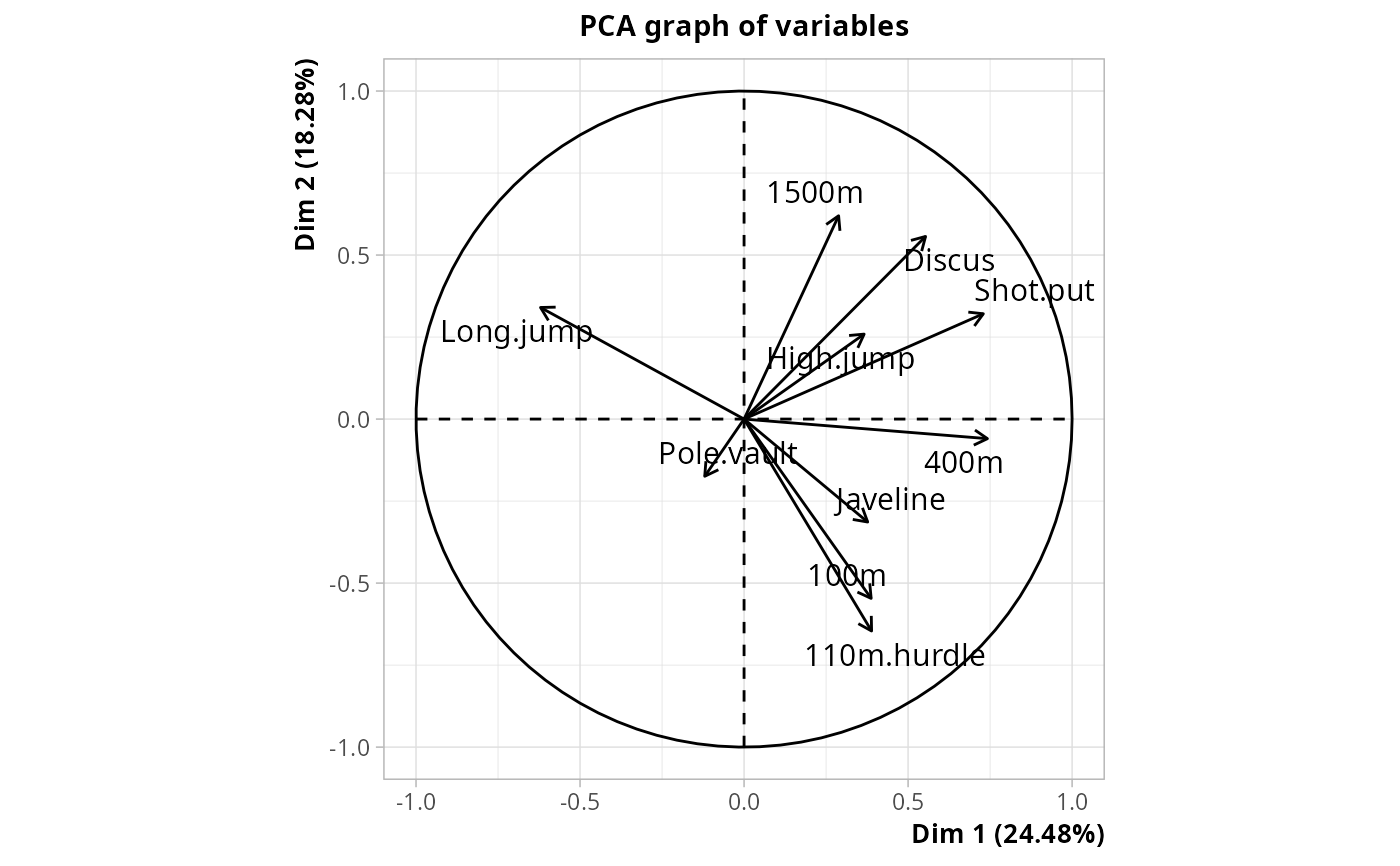 PCA graph of variables
Dim 2 (18.28%)
1.0
0.5
0.0
-0.5
-1.0
1500m
Discus
Shot.put
Long.jump
High.jump
Pole.vault
400m
Javeline
100m
110m.hurdle
-1.0
-0.5
0.0
0.5
1.0
Dim 1 (24.48%)